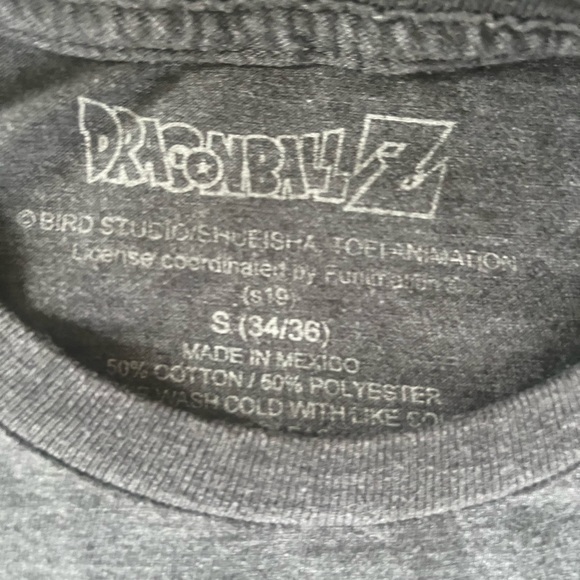 DRAGONBALL Z
© BIRD STUDIO/SHUEISHA, TOEI ANIMATION
License coordinated by Funimation
(s19)
S (34/36)
MADE IN MEXICO
50% COTTON / 50% POLYESTER
WASH COLD WITH LIKE